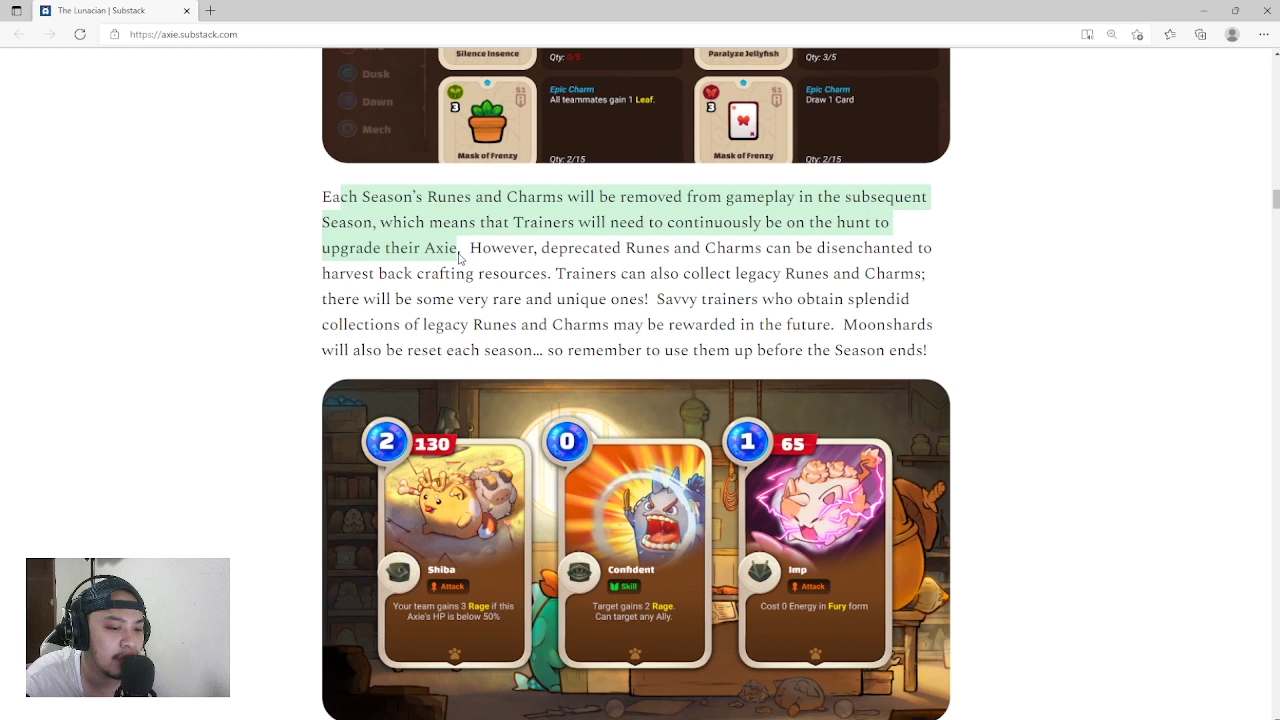 The Lunacian | Substack
https://axie.substack.com
Dusk
Dawn
Mech
Silence Insence
Qty: 0/5
Paralyze Jellyfish
Qty: 3/5
3
S1
Mask of Frenzy
Epic Charm
All teammates gain 1 Leaf.
Qty: 2/15
3
S1
Mask of Frenzy
Epic Charm
Draw 1 Card
Qty: 2/15
Each Season’s Runes and Charms will be removed from gameplay in the subsequent
Season, which means that Trainers will need to continuously be on the hunt to
upgrade their Axie. However, deprecated Runes and Charms can be disenchanted to
harvest back crafting resources. Trainers can also collect legacy Runes and Charms;
there will be some very rare and unique ones! Savvy trainers who obtain splendid
collections of legacy Runes and Charms may be rewarded in the future. Moonshards
will also be reset each season... so remember to use them up before the Season ends!
2
130
Shiba
Attack
Your team gains 3 Rage if this
Axie's HP is below 50%
0
Confident
Skill
Target gains 2 Rage.
Can target any Ally.
1
65
Imp
Attack
Cost 0 Energy in Fury form